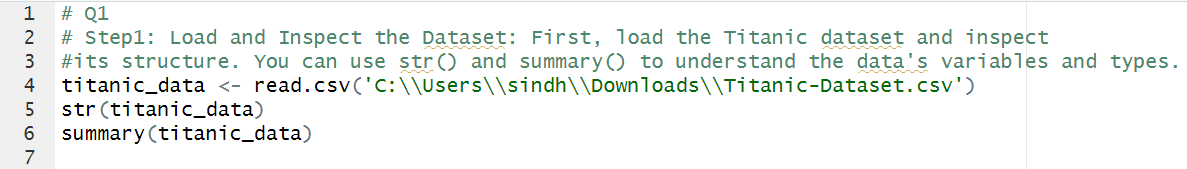 1 # Q1
2 # Step1: Load and Inspect the Dataset: First, load the Titanic dataset and inspect
3 #its structure. You can use str() and summary() to understand the data's variables and types.
4 titanic_data <- read.csv('C:\\Users\\sindh\\Downloads\\Titanic-Dataset.csv')
5 str(titanic_data)
6 summary(titanic_data)
7